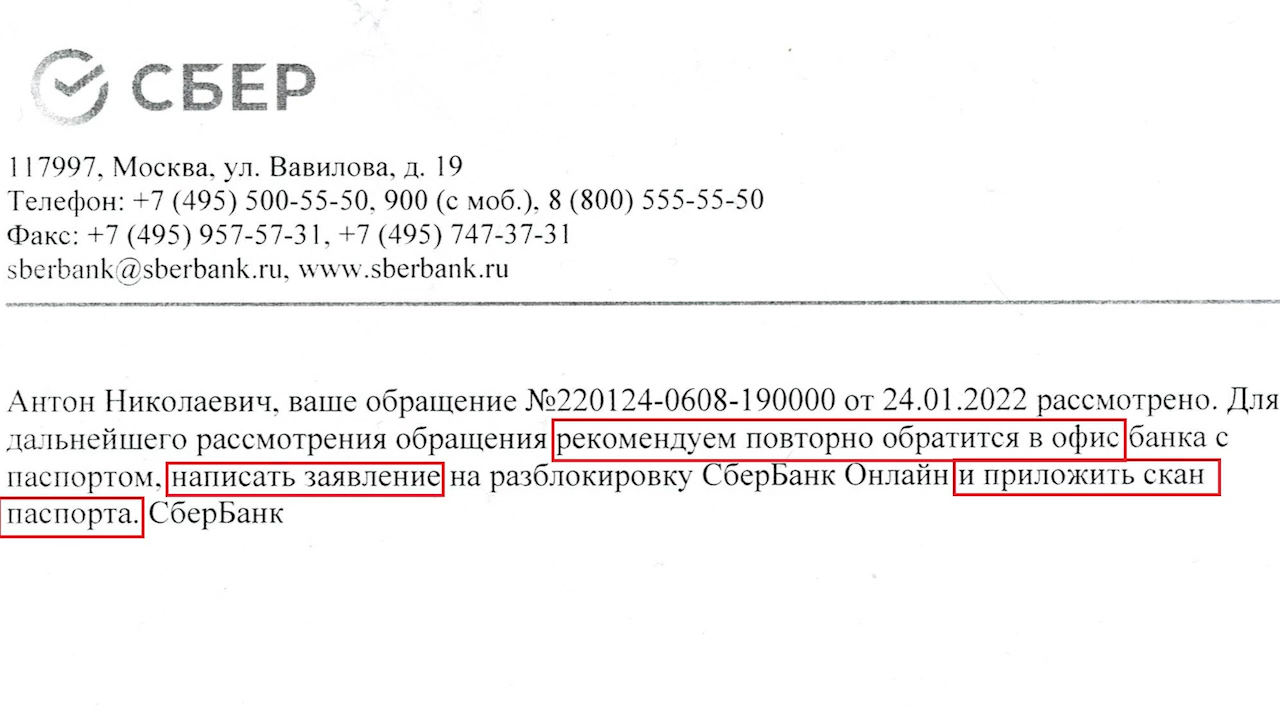 СБЕР
117997, Москва, ул. Вавилова, д. 19
Телефон: +7 (495) 500-55-50, 900 (с моб.), 8 (800) 555-55-50
Факс: +7 (495) 957-57-31, +7 (495) 747-37-31
sberbank@sberbank.ru, www.sberbank.ru
Антон Николаевич, ваше обращение №220124-0608-190000 от 24.01.2022 рассмотрено. Для
дальнейшего рассмотрения обращения рекомендуем повторно обратится в офис банка с
паспортом, написать заявление на разблокировку СберБанк Онлайн и приложить скан
паспорта. СберБанк